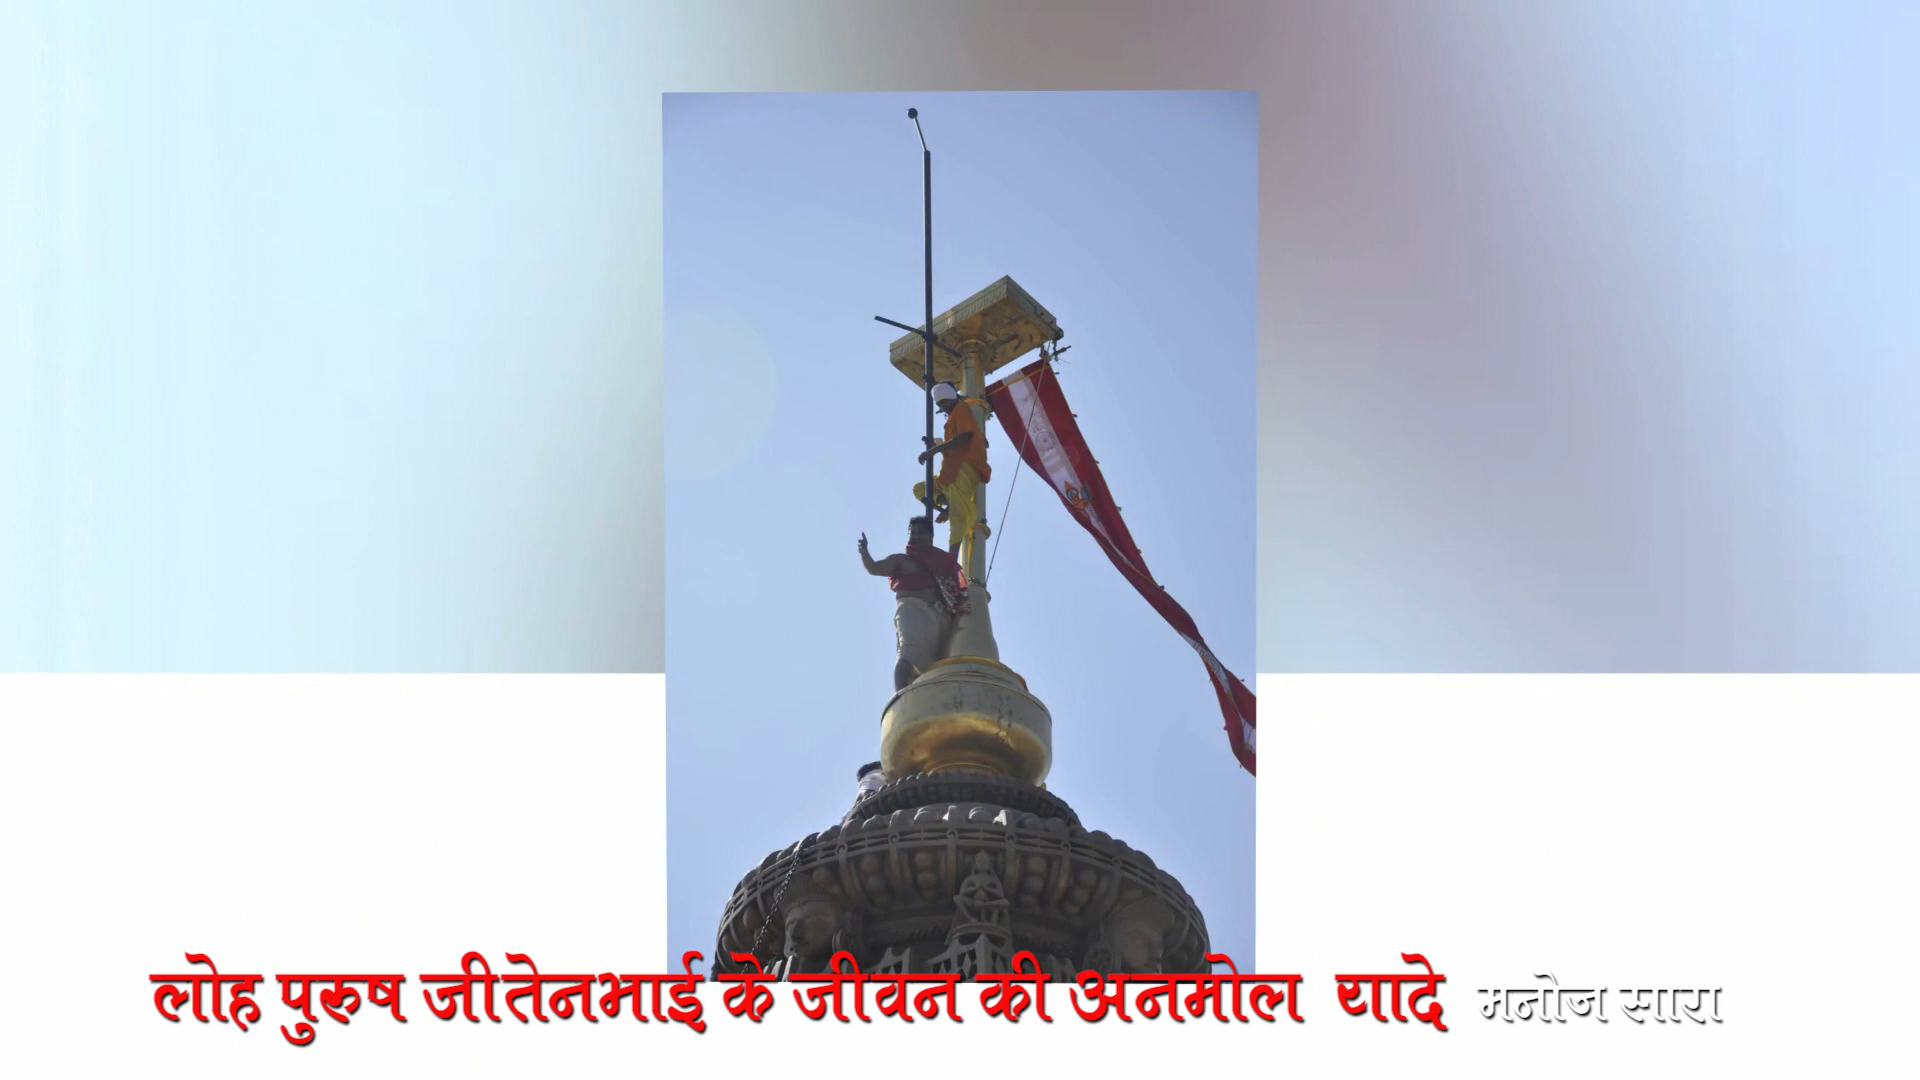 लोह पुरुष जीतेनभाई के जीवन की अनमोल यादे मनोज सारा